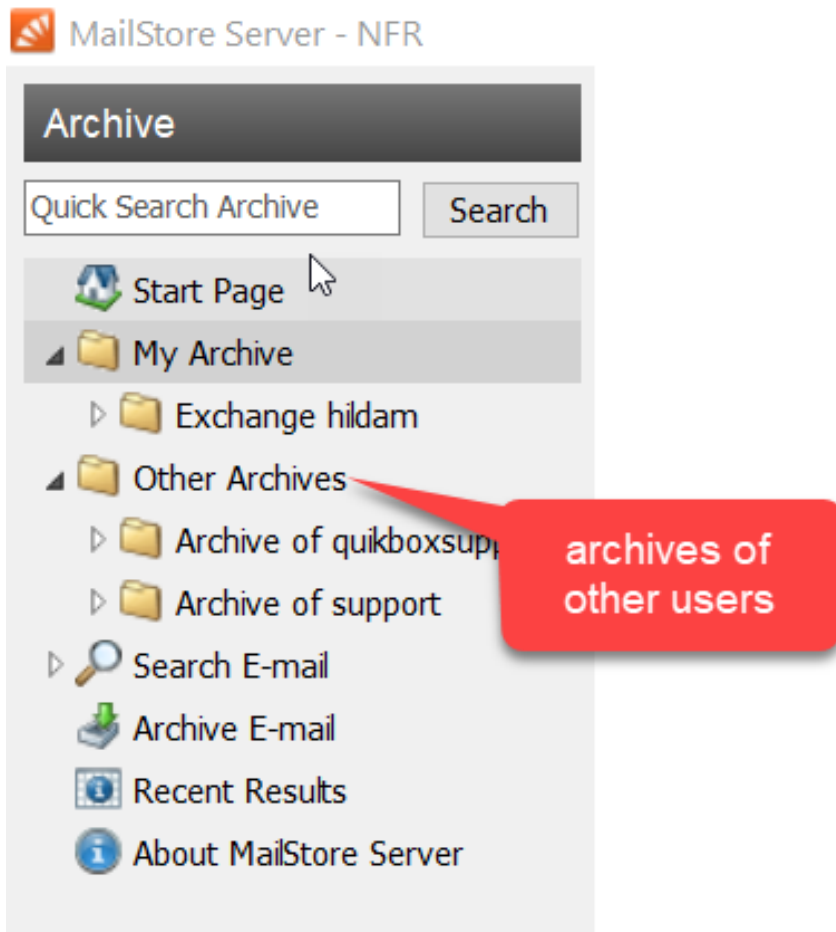 MailStore Server - NFR
Archive
Quick Search Archive
Search
Start Page
My Archive
Exchange hildam
Other Archives
Archive of
Archive of support
archives of
other users
Search E-mail
Archive E-mail
Recent Results
About MailStore Server